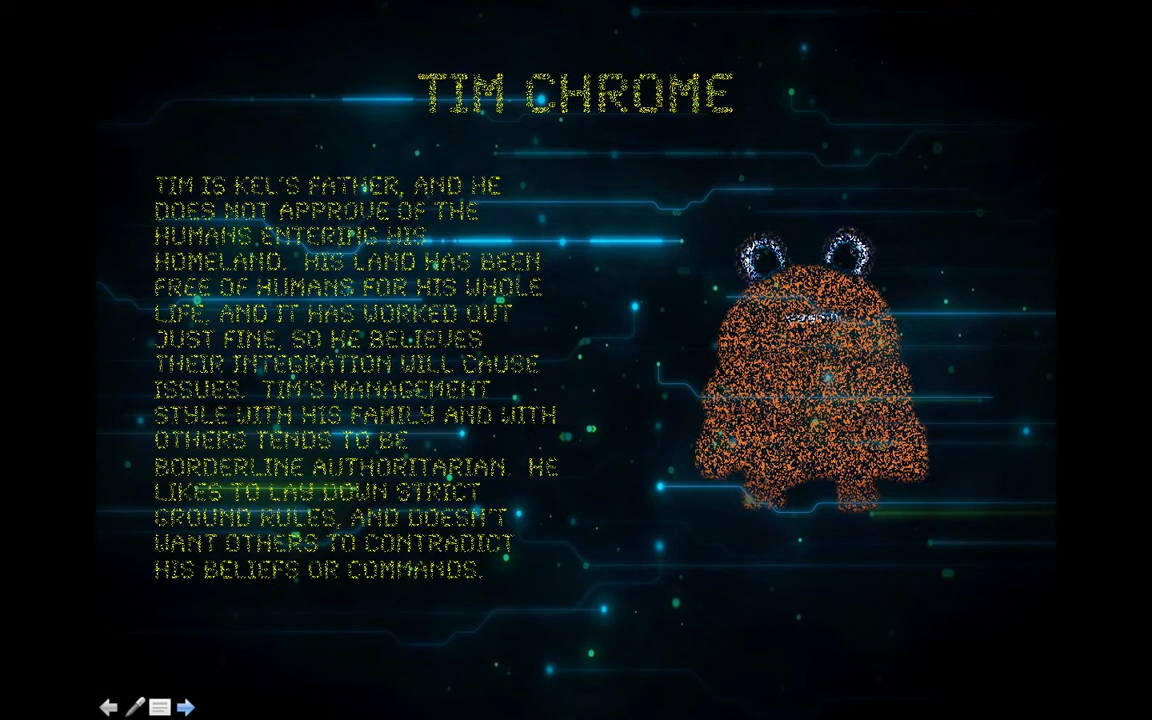 TIM CHROME
TIM IS KEL'S FATHER, AND HE
DOES NOT APPROVE OF THE
HUMANS ENTERING HIS
HOMELAND.  HIS LAND HAS BEEN
FREE OF HUMANS FOR HIS WHOLE
LIFE, AND IT HAS WORKED OUT
JUST FINE, SO HE BELIEVES
THEIR INTEGRATION WILL CAUSE
ISSUES.  TIM'S MANAGEMENT
STYLE WITH HIS FAMILY AND WITH
OTHERS TENDS TO BE
BORDERLINE AUTHORITARIAN.  HE
LIKES TO LAY DOWN STRICT
GROUND RULES, AND DOESN'T
WANT OTHERS TO CONTRADICT
HIS BELIEFS OR COMMANDS.